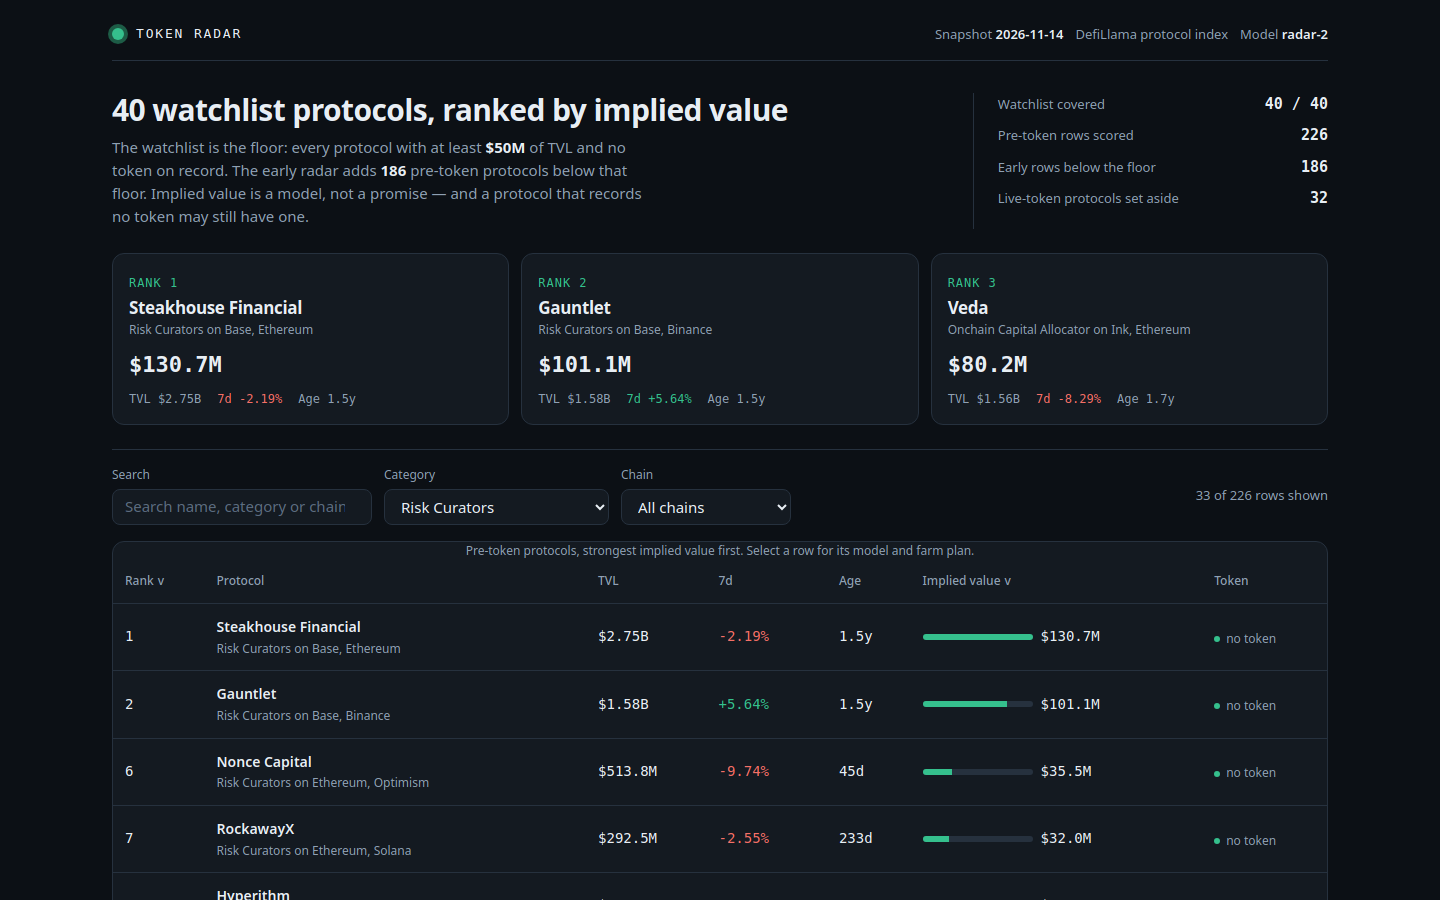 TOKEN RADAR
Snapshot 2026-11-14 DefiLlama protocol index Model radar-2
40 watchlist protocols, ranked by implied value
The watchlist is the floor: every protocol with at least $50M of TVL and no
token on record. The early radar adds 186 pre-token protocols below that
floor. Implied value is a model, not a promise — and a protocol that records
no token may still have one.
Watchlist covered 40 / 40
Pre-token rows scored 226
Early rows below the floor 186
Live-token protocols set aside 32
RANK 1
Steakhouse Financial
Risk Curators on Base, Ethereum
$130.7M
TVL $2.75B 7d -2.19% Age 1.5y
RANK 2
Gauntlet
Risk Curators on Base, Binance
$101.1M
TVL $1.58B 7d +5.64% Age 1.5y
RANK 3
Veda
Onchain Capital Allocator on Ink, Ethereum
$80.2M
TVL $1.56B 7d -8.29% Age 1.7y
Search Category Chain
Search name, category or chain Risk Curators All chains
33 of 226 rows shown
Pre-token protocols, strongest implied value first. Select a row for its model and farm plan.
Rank v Protocol TVL 7d Age Implied value v Token
1 Steakhouse Financial $2.75B -2.19% 1.5y $130.7M no token
Risk Curators on Base, Ethereum
2 Gauntlet $1.58B +5.64% 1.5y $101.1M no token
Risk Curators on Base, Binance
6 Nonce Capital $513.8M -9.74% 45d $35.5M no token
Risk Curators on Ethereum, Optimism
7 RockawayX $292.5M -2.55% 233d $32.0M no token
Risk Curators on Ethereum, Solana
Hyperithm